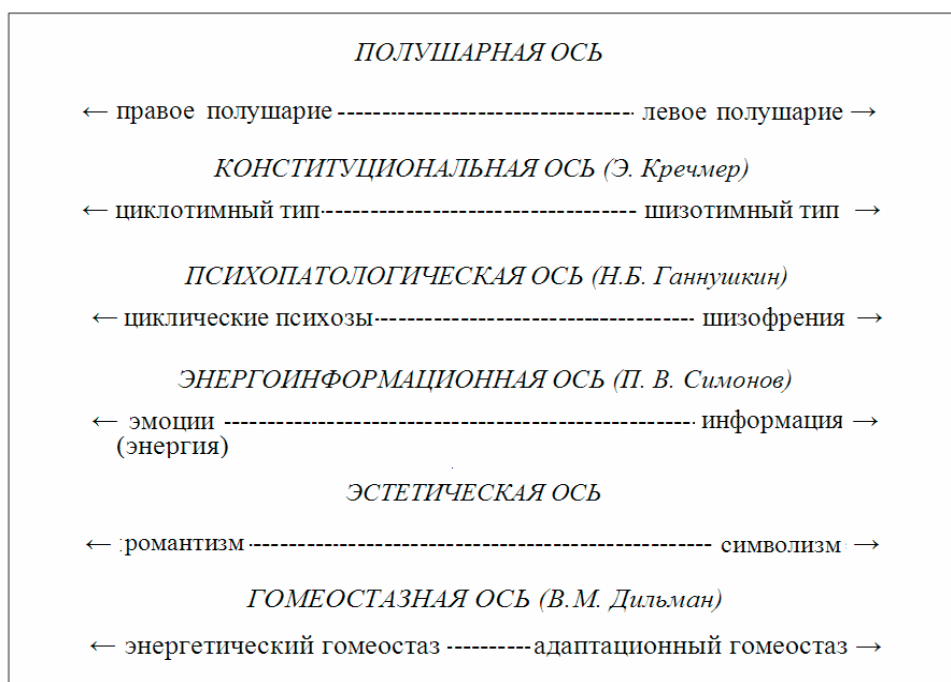 ПОЛУШАРНАЯ ОСЬ
← правое полушарие ---------------------------------- левое полушарие →
КОНСТИТУЦИОНАЛЬНАЯ ОСЬ (Э. Кречмер)
← циклотимный тип ------------------------------------ шизотимный тип →
ПСИХОПАТОЛОГИЧЕСКАЯ ОСЬ (Н.Б. Ганнушкин)
← циклические психозы ------------------------------------- шизофрения →
ЭНЕРГОИНФОРМАЦИОННАЯ ОСЬ (П. В. Симонов)
← эмоции ------------------------------------------------------ информация →
(энергия)
ЭСТЕТИЧЕСКАЯ ОСЬ
← романтизм ----------------------------------------------------- символизм →
ГОМЕОСТАЗНАЯ ОСЬ (В.М. Дильман)
← энергетический гомеостаз ---------- адаптационный гомеостаз →